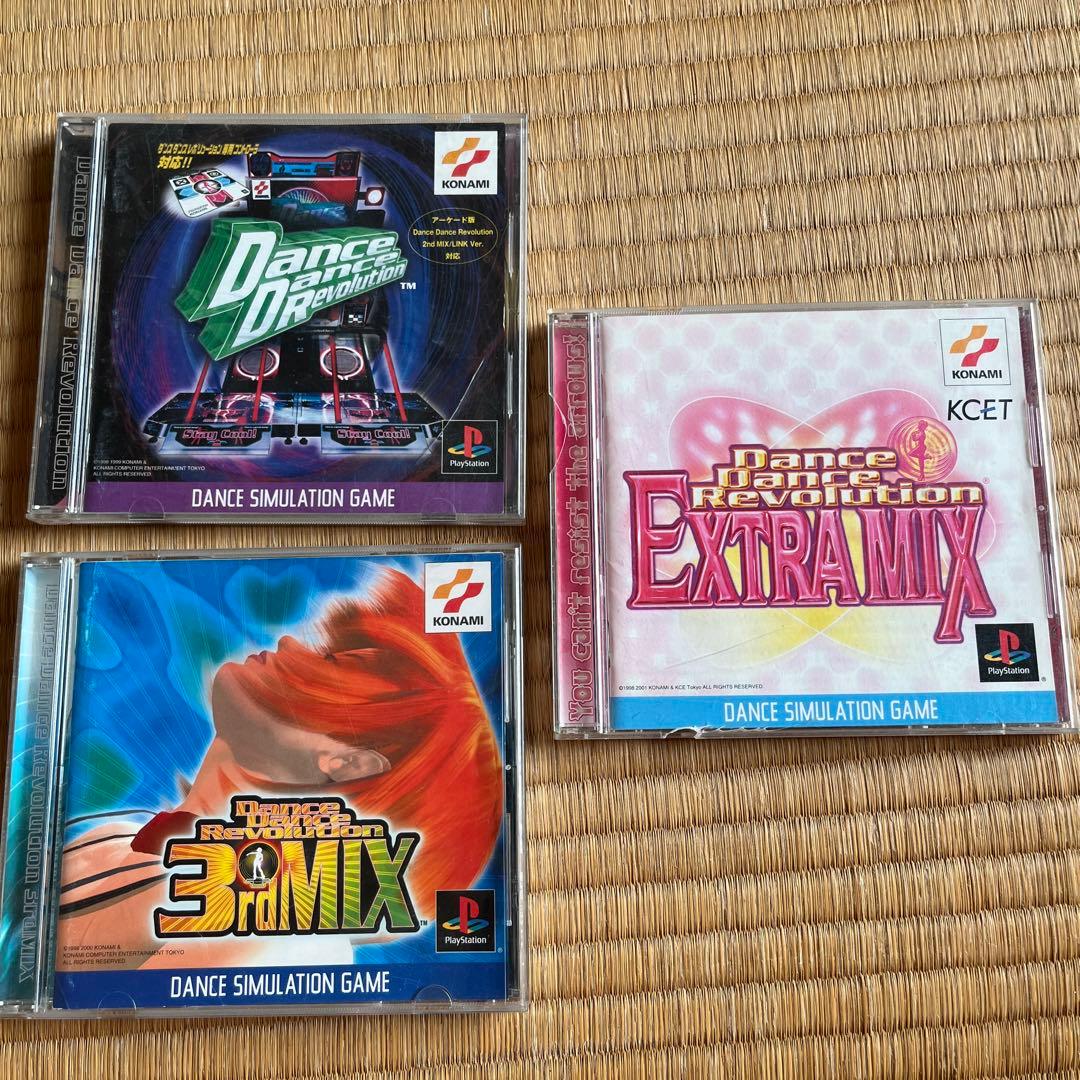 Dance Dance Revolution
ダンスダンスレボリューション専用コントローラ
対応!!
KONAMI
アーケード版
Dance Dance Revolution
2nd MIX/LINK Ver.
対応
Dance
Dance
Revolution
TM
Stay Cool!
Stay Cool!
©1998 1999 KONAMI &
KONAMI COMPUTER ENTERTAINMENT TOKYO
ALL RIGHTS RESERVED.
PlayStation
DANCE SIMULATION GAME
You can't resist the arrous!
KONAMI
KCET
Dance
Dance
Revolution®
EXTRA MIX
PlayStation
©1998 2001 KONAMI & KCE Tokyo ALL RIGHTS RESERVED.
DANCE SIMULATION GAME
Dance Dance Revolution 3rdMIX
KONAMI
Dance
Dance
Revolution
3rdMIX™
©1998 2000 KONAMI &
KONAMI COMPUTER ENTERTAINMENT TOKYO
ALL RIGHTS RESERVED.
PlayStation
DANCE SIMULATION GAME